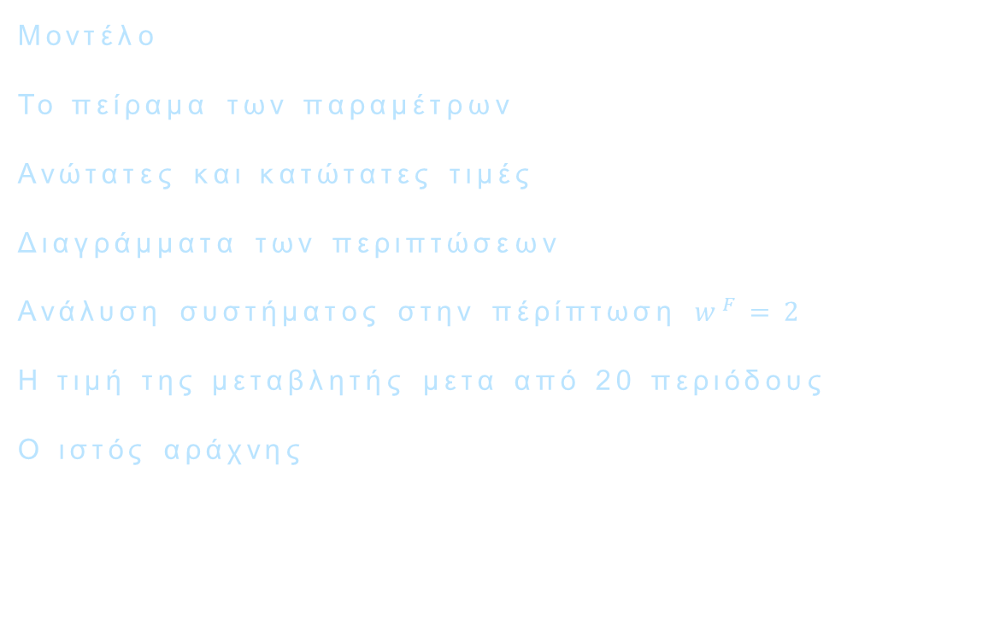 Μοντέλο
Το πείραμα των παραμέτρων
Ανώτατες και κατώτατες τιμές
Διαγράμματα των περιπτώσεων
Ανάλυση συστήματος στην πέρίπτωση w^F = 2
Η τιμή της μεταβλητής μετα από 20 περιόδους
Ο ιστός αράχνης